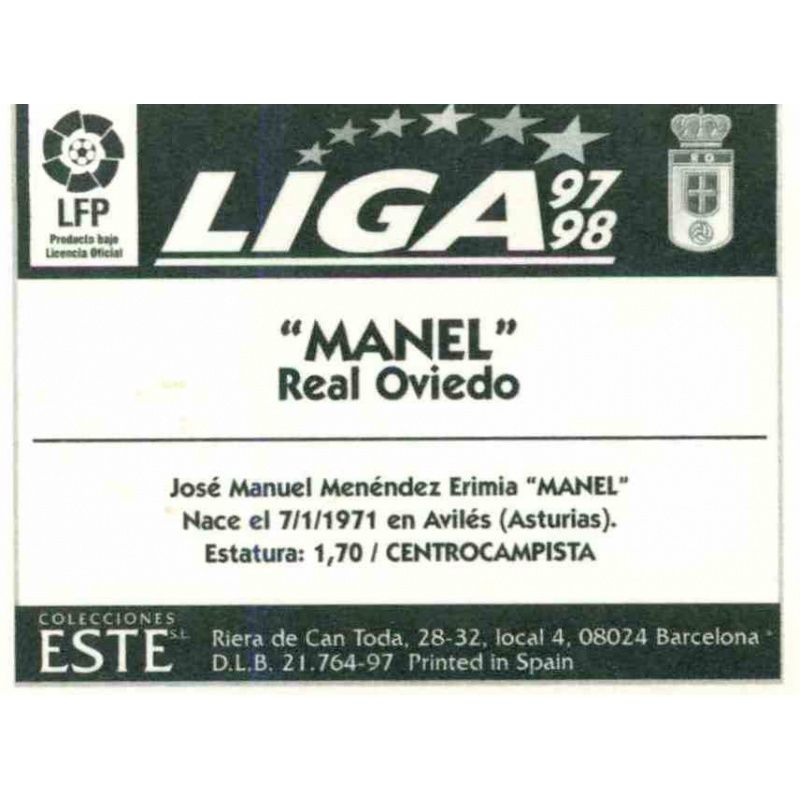 LFP
Producto bajo
Licencia Oficial
LIGA 97 98
RO
"MANEL"
Real Oviedo
José Manuel Menéndez Erimia "MANEL"
Nace el 7/1/1971 en Avilés (Asturias).
Estatura: 1,70 / CENTROCAMPISTA
COLECCIONES
ESTE S.L.
Riera de Can Toda, 28-32, local 4, 08024 Barcelona
D.L.B. 21.764-97 Printed in Spain